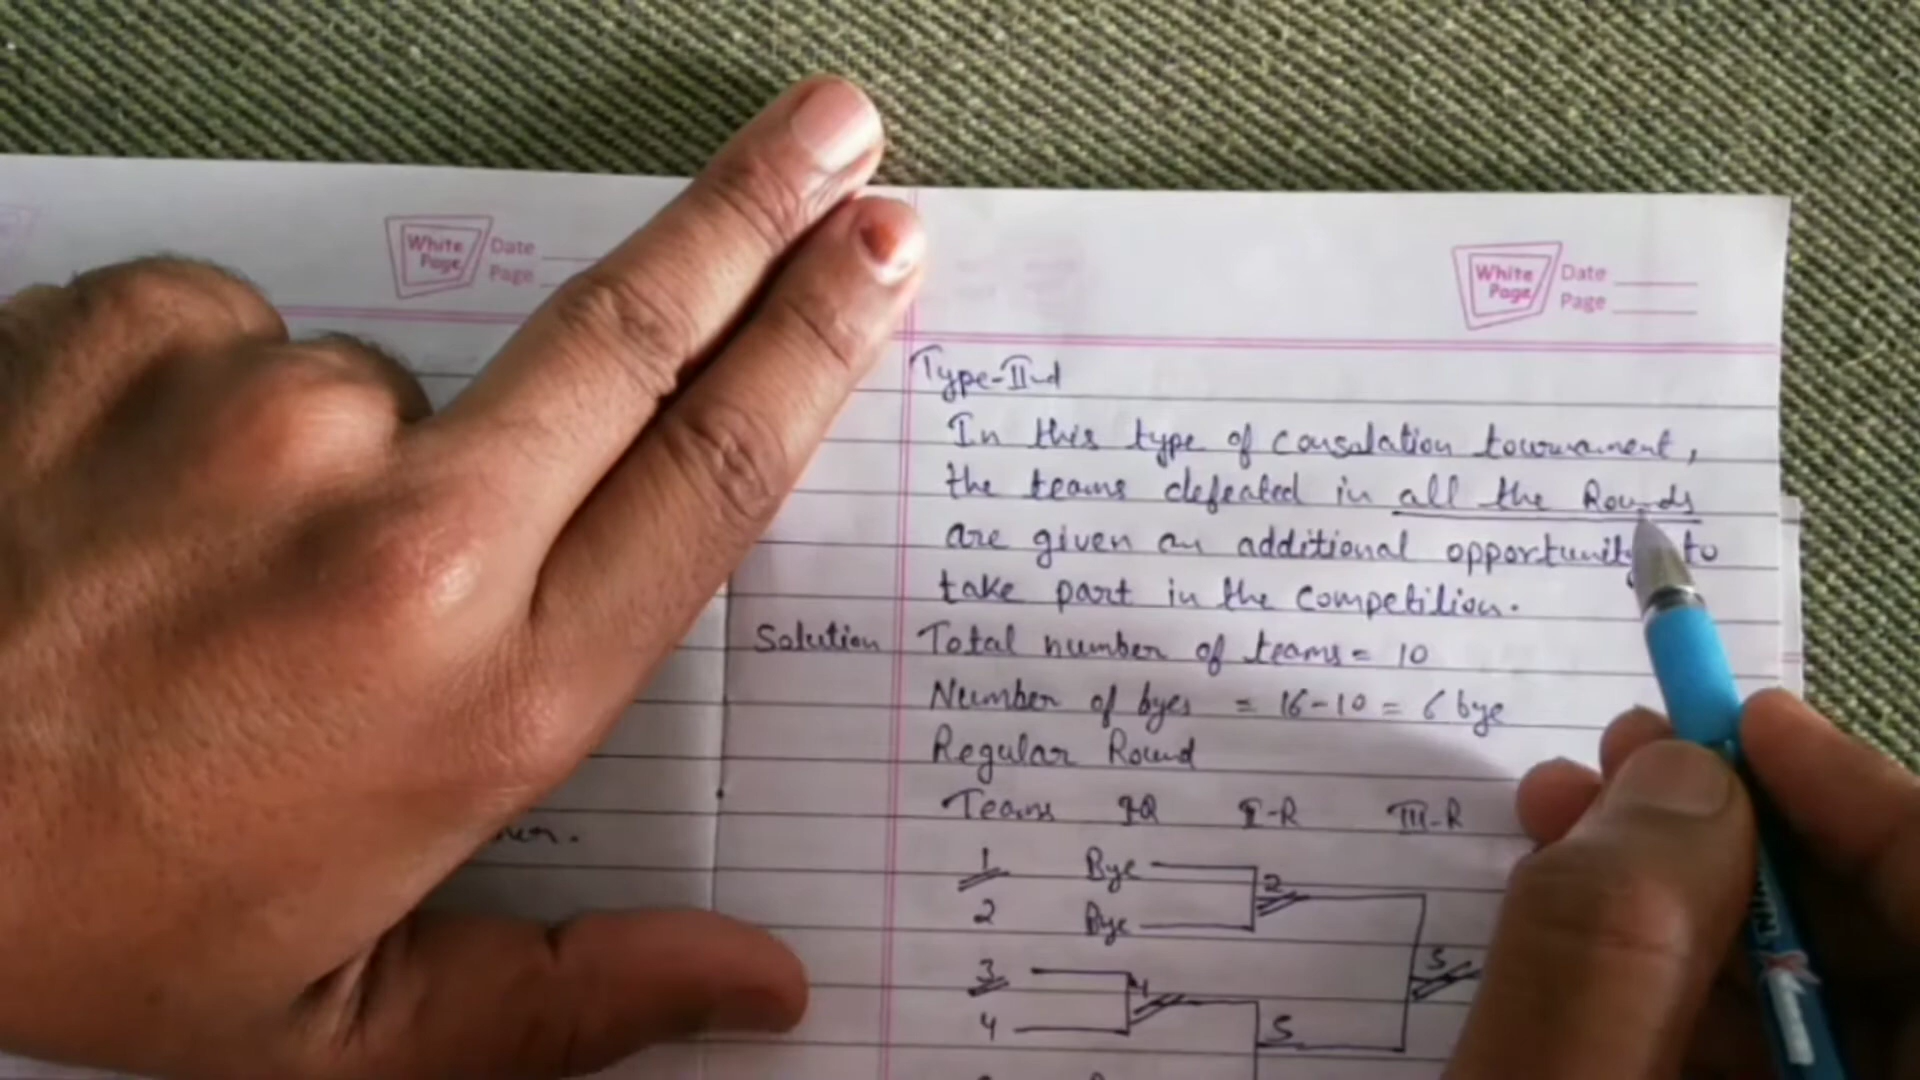 White Page Date
Page
White Page Date
Page
Type-IInd
In this type of Consolation tournament,
the teams defeated in all the Rounds
are given an additional opportunity to
take part in the Competition.
Solution Total number of teams = 10
Number of byes = 16-10 = 6 bye
Regular Round
Teams I-R II-R III-R
1 Bye
2
2 Bye
3
4
5
4
5